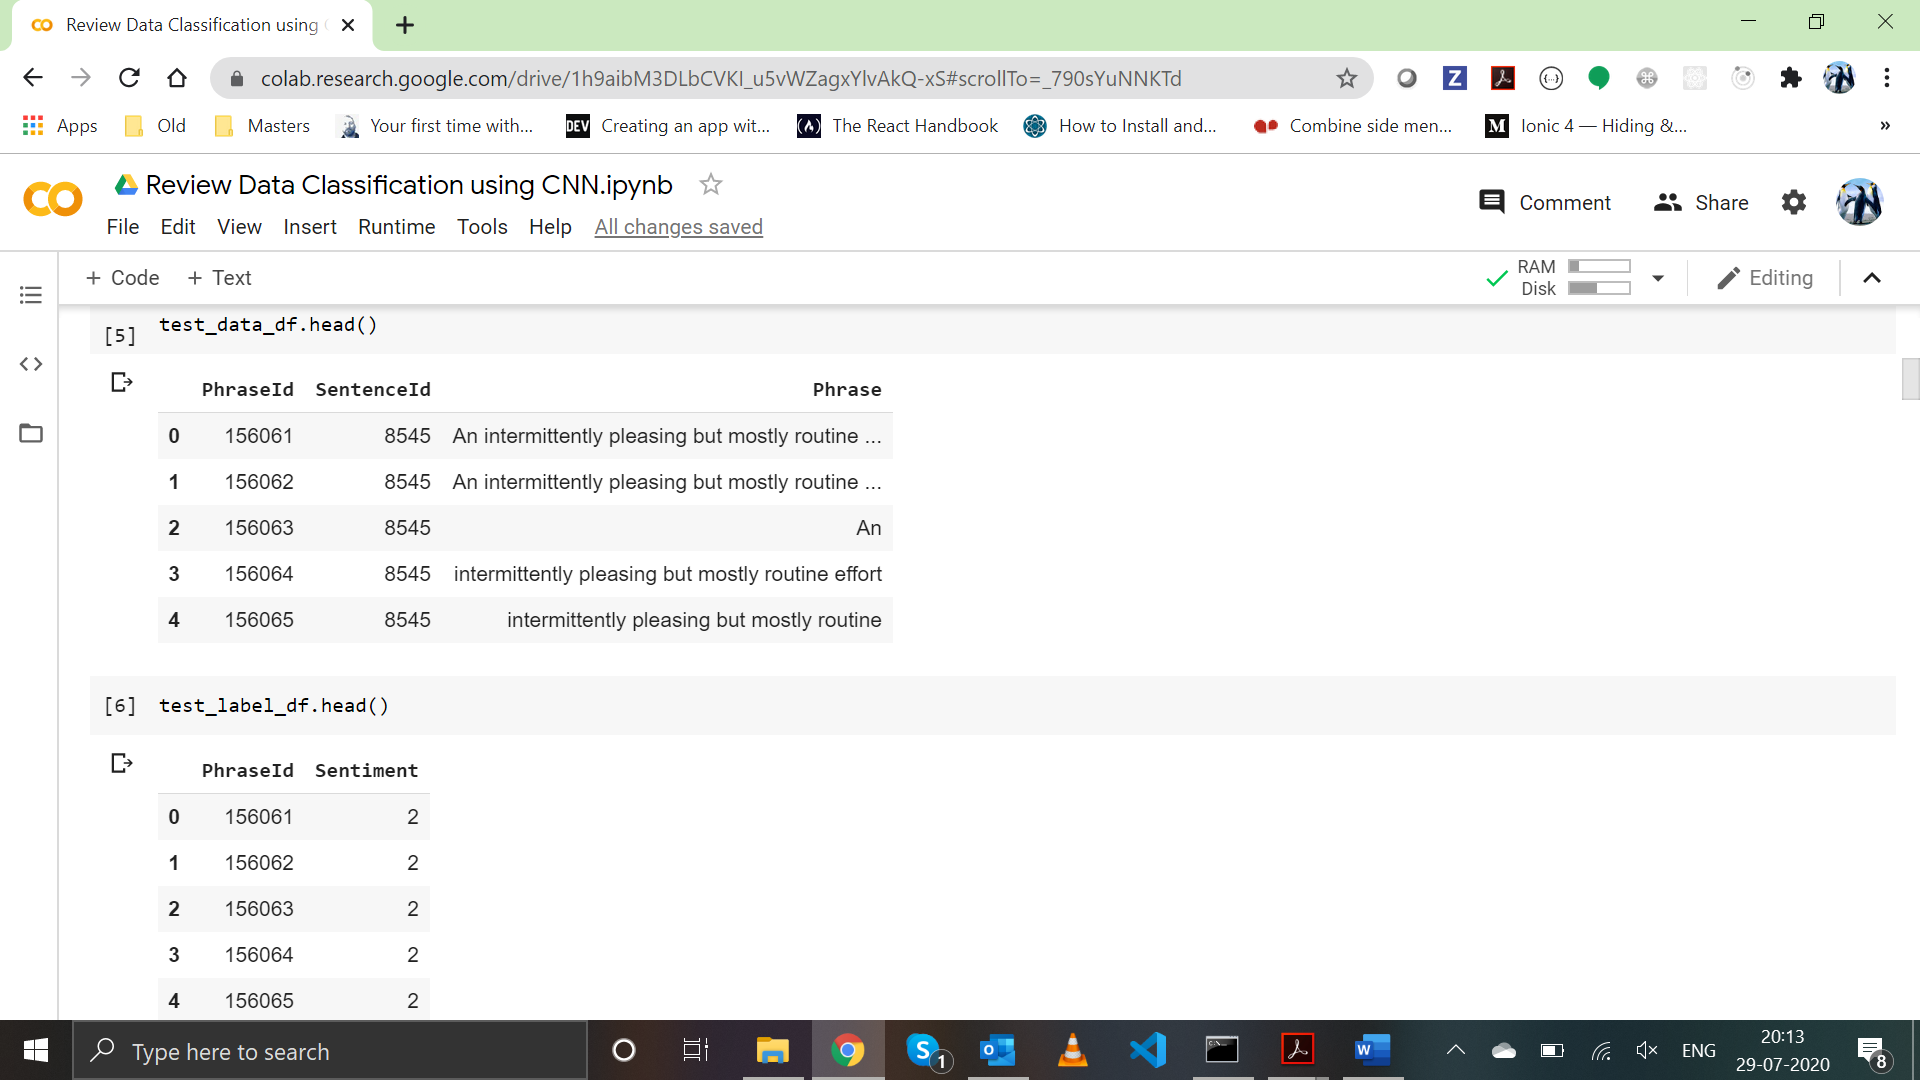 Review Data Classification using
colab.research.google.com/drive/1h9aibM3DLbCVKI_u5vWZagxYlvAkQ-xS#scrollTo=_790sYuNNKTd
Apps Old Masters Your first time with... DEV Creating an app wit... The React Handbook How to Install and... Combine side men... M Ionic 4 — Hiding &... »
Review Data Classification using CNN.ipynb
Comment Share
File Edit View Insert Runtime Tools Help All changes saved
+ Code + Text
RAM
Disk
Editing
[5] test_data_df.head()
PhraseId SentenceId Phrase
0 156061 8545 An intermittently pleasing but mostly routine ...
1 156062 8545 An intermittently pleasing but mostly routine ...
2 156063 8545 An
3 156064 8545 intermittently pleasing but mostly routine effort
4 156065 8545 intermittently pleasing but mostly routine
[6] test_label_df.head()
PhraseId Sentiment
0 156061 2
1 156062 2
2 156063 2
3 156064 2
4 156065 2
Type here to search
S 1
ENG
20:13
29-07-2020
8